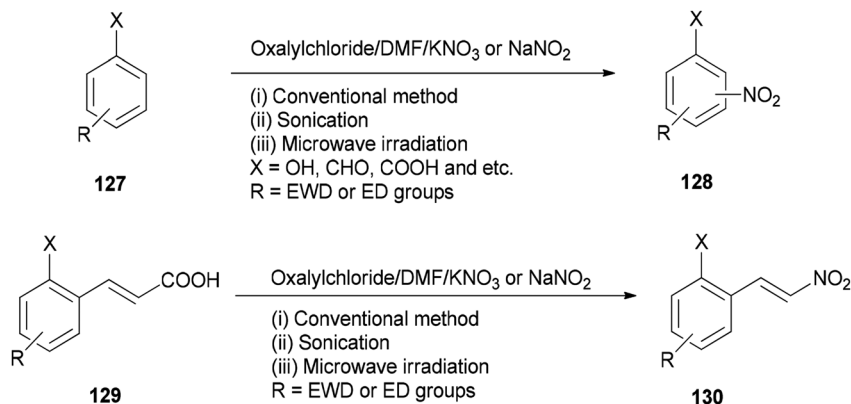 X
Oxalylchloride/DMF/KNO3 or NaNO2
X
NO2
(i) Conventional method
(ii) Sonication
(iii) Microwave irradiation
X = OH, CHO, COOH and etc.
R = EWD or ED groups
R
R
127
128
X
COOH
Oxalylchloride/DMF/KNO3 or NaNO2
X
NO2
(i) Conventional method
(ii) Sonication
(iii) Microwave irradiation
R = EWD or ED groups
R
R
129
130